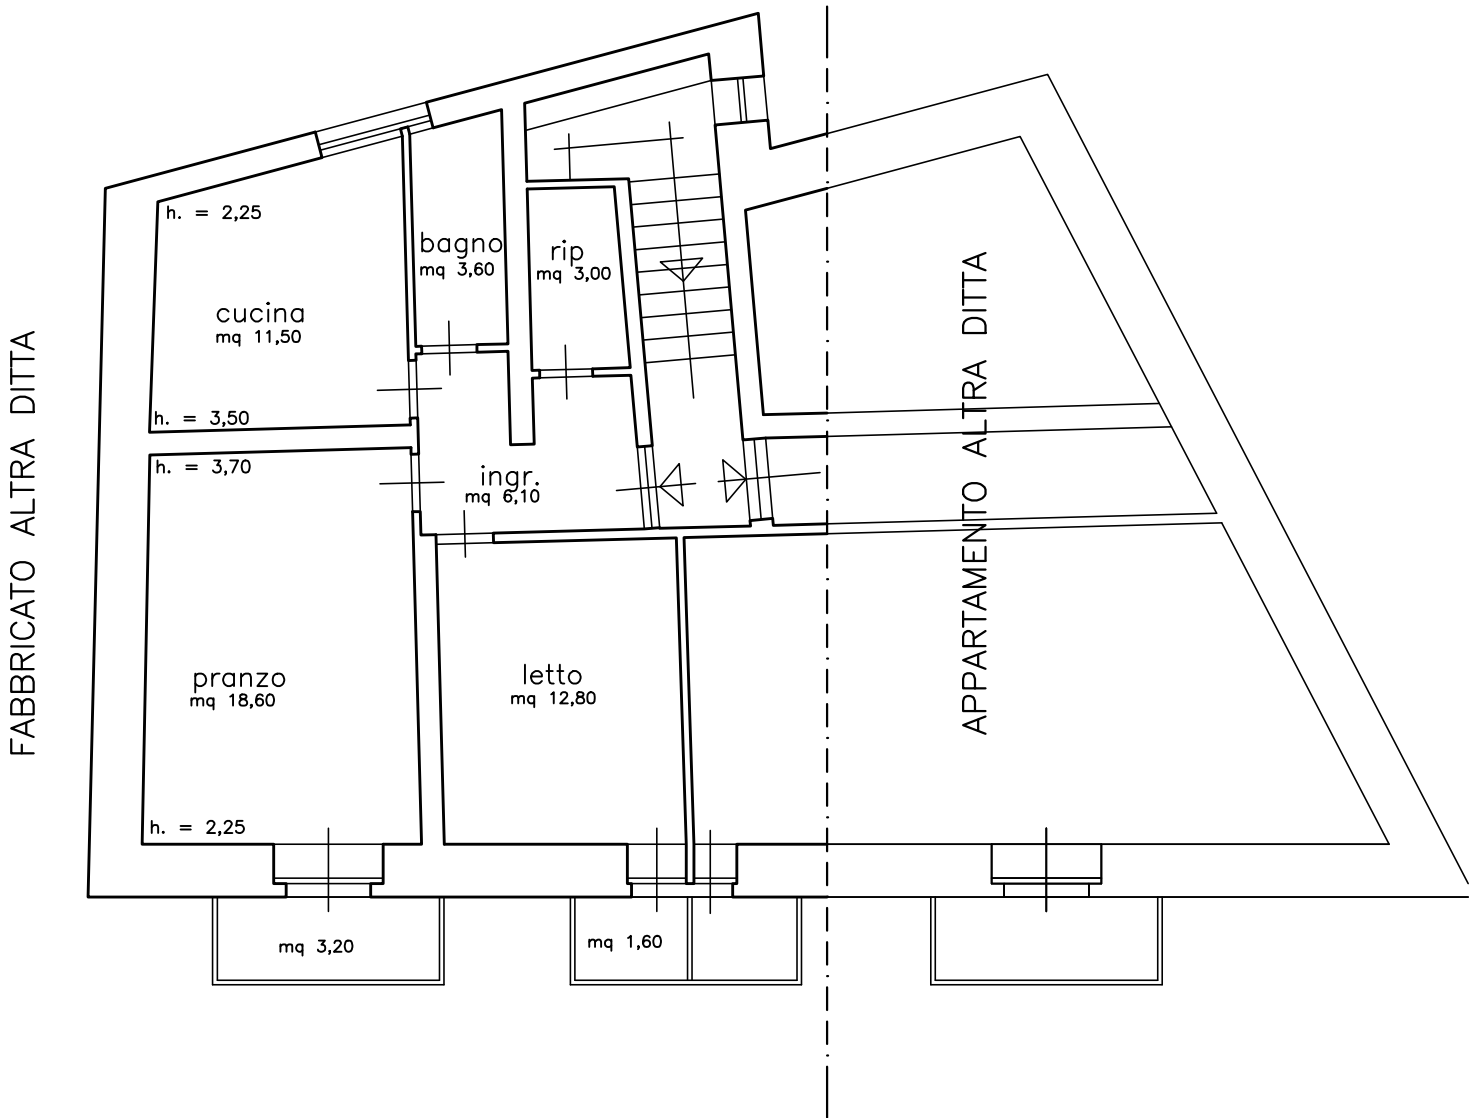 h. = 2,25
bagno
mq 3,60
rip
mq 3,00
cucina
mq 11,50
h. = 3,50
h. = 3,70
ingr.
mq 6,10
pranzo
mq 18,60
letto
mq 12,80
h. = 2,25
mq 3,20
mq 1,60
FABBRICATO ALTRA DITTA
APPARTAMENTO ALTRA DITTA